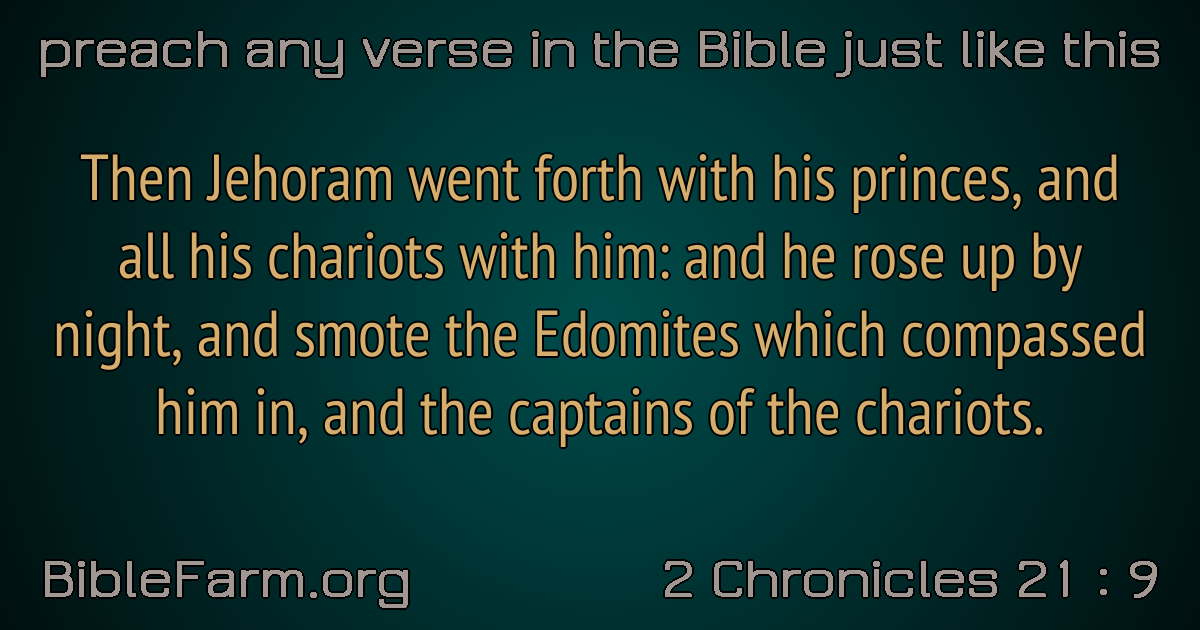 preach any verse in the Bible just like this
Then Jehoram went forth with his princes, and
all his chariots with him: and he rose up by
night, and smote the Edomites which compassed
him in, and the captains of the chariots.
BibleFarm.org
2 Chronicles 21 : 9